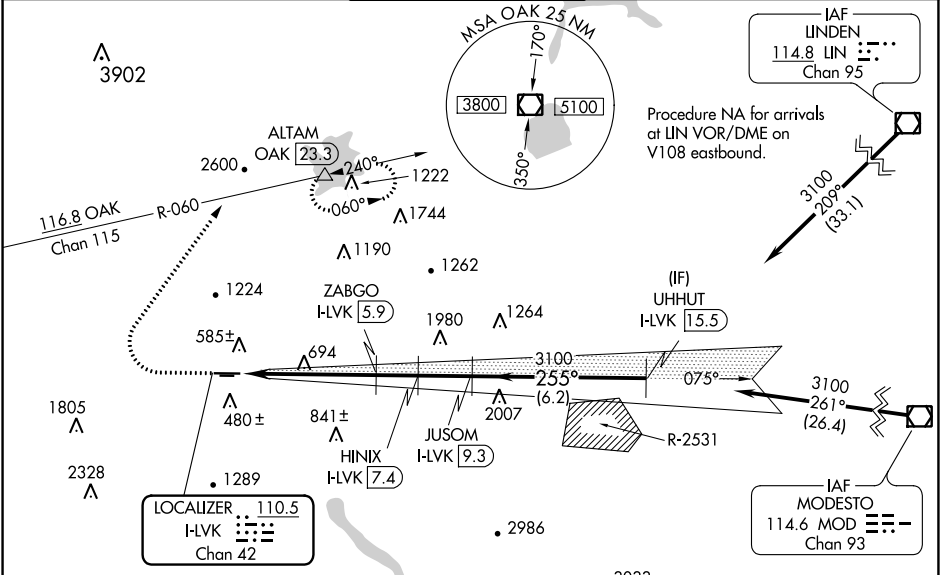 MSA OAK 25 NM
170°
3800
5100
350°
IAF
LINDEN
114.8 LIN
Chan 95
Procedure NA for arrivals
at LIN VOR/DME on
V108 eastbound.
3100
209°
(33.1)
3902
ALTAM
OAK 23.3
2600
240°
1222
060°
1744
116.8 OAK
R-060
Chan 115
1190
1262
1224
ZABGO
I-LVK 5.9
(IF)
UHHUT
I-LVK 15.5
1980
1264
585±
694
3100
255°
(6.2)
075°
3100
261°
(26.4)
1805
480±
841±
2007
R-2531
HINIX
I-LVK 7.4
JUSOM
I-LVK 9.3
2328
1289
LOCALIZER 110.5
I-LVK
Chan 42
2986
IAF
MODESTO
114.6 MOD
Chan 93